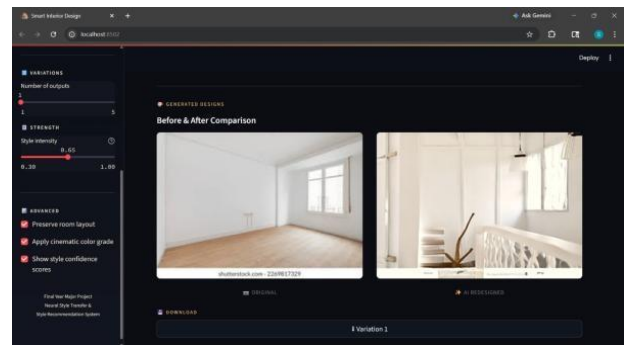 Smart Interior Design
Ask Gemini
localhost:8502
Deploy
VARIATIONS
Number of outputs
1
1 5
STRENGTH
Style intensity
0.65
0.30 1.00
ADVANCED
Preserve room layout
Apply cinematic color grade
Show style confidence
scores
Final Year Major Project
Neural Style Transfer &
Style Recommendation System
GENERATED DESIGNS
Before & After Comparison
shutterstock.com · 2269817329
ORIGINAL
AI REDESIGNED
DOWNLOAD
Variation 1